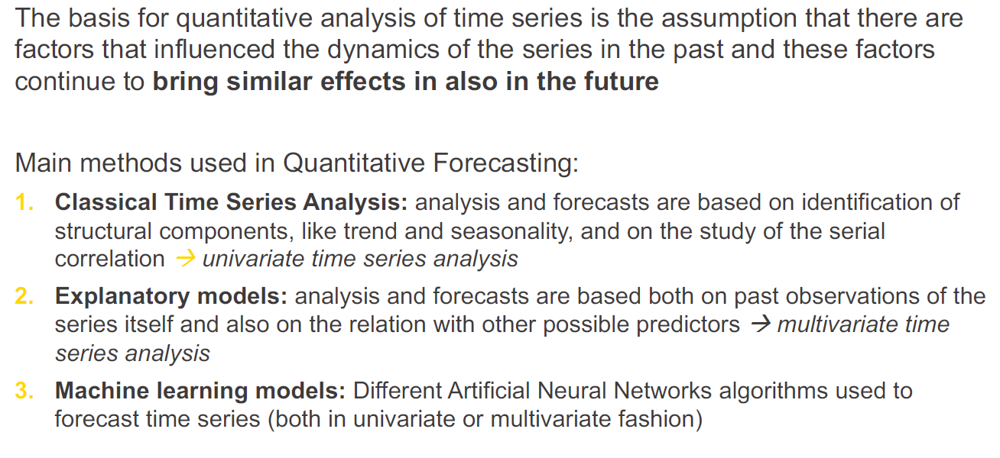 The basis for quantitative analysis of time series is the assumption that there are
factors that influenced the dynamics of the series in the past and these factors
continue to bring similar effects in also in the future
Main methods used in Quantitative Forecasting:
1. Classical Time Series Analysis: analysis and forecasts are based on identification of
structural components, like trend and seasonality, and on the study of the serial
correlation → univariate time series analysis
2. Explanatory models: analysis and forecasts are based both on past observations of the
series itself and also on the relation with other possible predictors → multivariate time
series analysis
3. Machine learning models: Different Artificial Neural Networks algorithms used to
forecast time series (both in univariate or multivariate fashion)